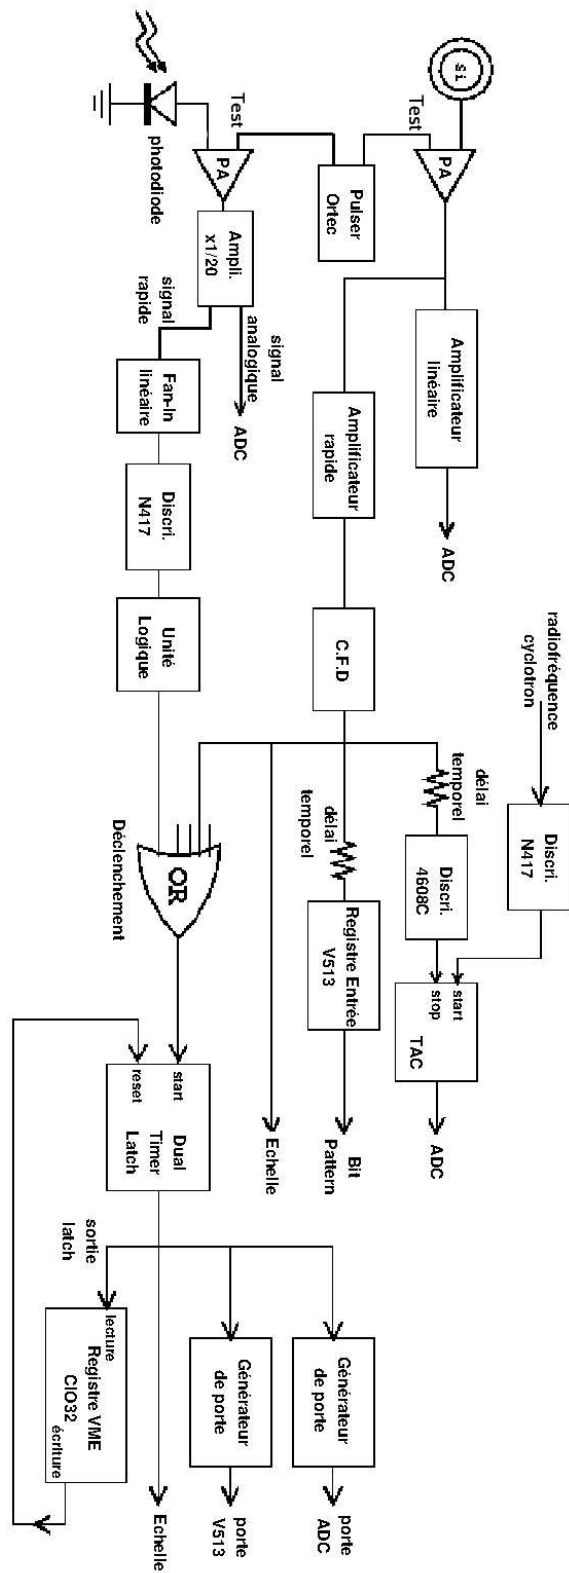 si
PA
Test
Amplificateur
linéaire
ADC
radiofréquence
cyclotron
Discri.
N417
Pulser
Ortec
Amplificateur
rapide
C.F.D
délai
temporel
Discri.
4608C
start
stop
TAC
ADC
délai
temporel
Registre Entrée
V513
Bit
Pattern
Echelle
Test
PA
photodiode
Ampli.
x1/20
signal
analogique
ADC
signal
rapide
Fan-In
linéaire
Discri.
N417
Unité
Logique
OR
Déclenchement
start
reset
Dual
Timer
Latch
sortie
latch
Générateur
de porte
porte
ADC
Générateur
de porte
porte
V513
Echelle
lecture
Registre VME
CIO32
écriture